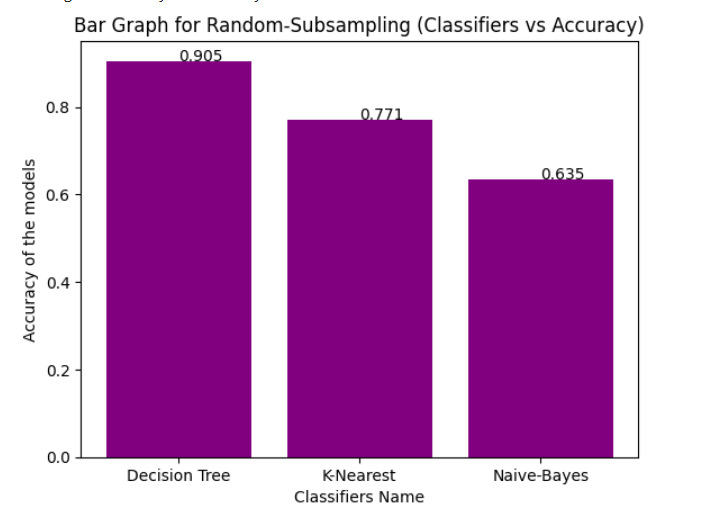 Bar Graph for Random-Subsampling (Classifiers vs Accuracy)
0.905
0.771
0.635
0.8
0.6
0.4
0.2
0.0
Accuracy of the models
Decision Tree
K-Nearest
Naive-Bayes
Classifiers Name